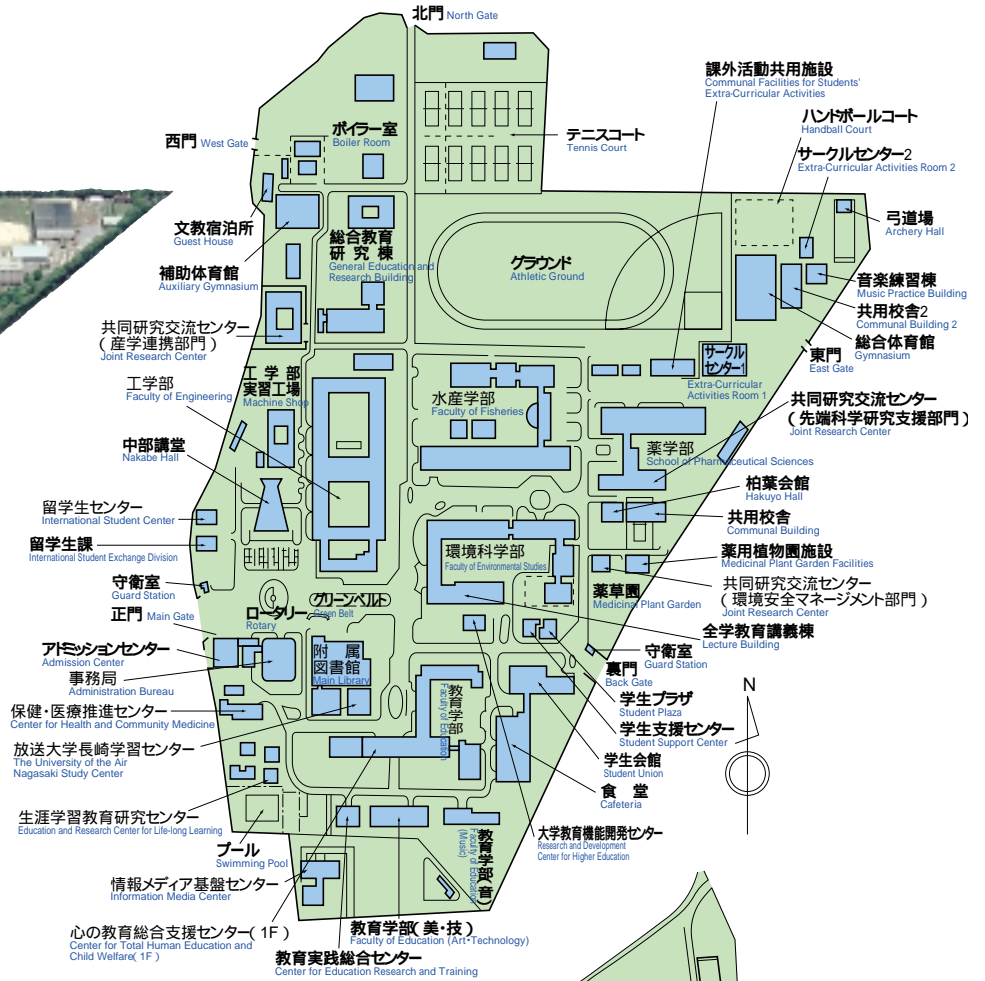 北門 North Gate
課外活動共用施設
Communal Facilities for Students'
Extra-Curricular Activities
ハンドボールコート
Handball Court
サークルセンター2
Extra-Curricular Activities Room 2
テニスコート
Tennis Court
ボイラー室
Boiler Room
西門 West Gate
弓道場
Archery Hall
文教宿泊所
Guest House
総合教育
研究棟
General Education and
Research Building
グラウンド
Athletic Ground
補助体育館
Auxiliary Gymnasium
音楽練習棟
Music Practice Building
共用校舎2
Communal Building 2
総合体育館
Gymnasium
東門
East Gate
共同研究交流センター
(産学連携部門)
Joint Research Center
サークル
センター1
Extra-Curricular
Activities Room 1
工学部
実習工場
Machine Shop
工学部
Faculty of Engineering
水産学部
Faculty of Fisheries
共同研究交流センター
(先端科学研究支援部門)
Joint Research Center
薬学部
School of Pharmaceutical Sciences
中部講堂
Nakabe Hall
柏葉会館
Hakuyo Hall
共用校舎
Communal Building
留学生センター
International Student Center
留学生課
International Student Exchange Division
環境科学部
Faculty of Environmental Studies
薬用植物園施設
Medicinal Plant Garden Facilities
共同研究交流センター
(環境安全マネージメント部門)
Joint Research Center
守衛室
Guard Station
薬草園
Medicinal Plant Garden
グリーンベルト
Green Belt
ロータリー
Rotary
正門 Main Gate
全学教育講義棟
Lecture Building
アドミッションセンター
Admission Center
附属
図書館
Main Library
守衛室
Guard Station
裏門
Back Gate
事務局
Administration Bureau
教育学部
Faculty of Education
学生プラザ
Student Plaza
N
保健・医療推進センター
Center for Health and Community Medicine
学生支援センター
Student Support Center
放送大学長崎学習センター
The University of the Air
Nagasaki Study Center
学生会館
Student Union
食堂
Cafeteria
生涯学習教育研究センター
Education and Research Center for Life-long Learning
大学教育機能開発センター
Research and Development
Center for Higher Education
プール
Swimming Pool
教育学部(音)
Faculty of Education
(Music)
情報メディア基盤センター
Information Media Center
心の教育総合支援センター(1F)
Center for Total Human Education and
Child Welfare(1F)
教育学部(美・技)
Faculty of Education (Art・Technology)
教育実践総合センター
Center for Education Research and Training